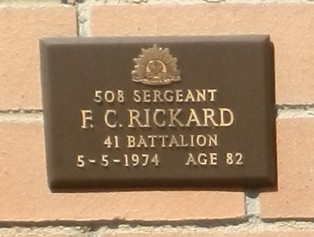 508 SERGEANT
F. C. RICKARD
41 BATTALION
5-5-1974 AGE 82